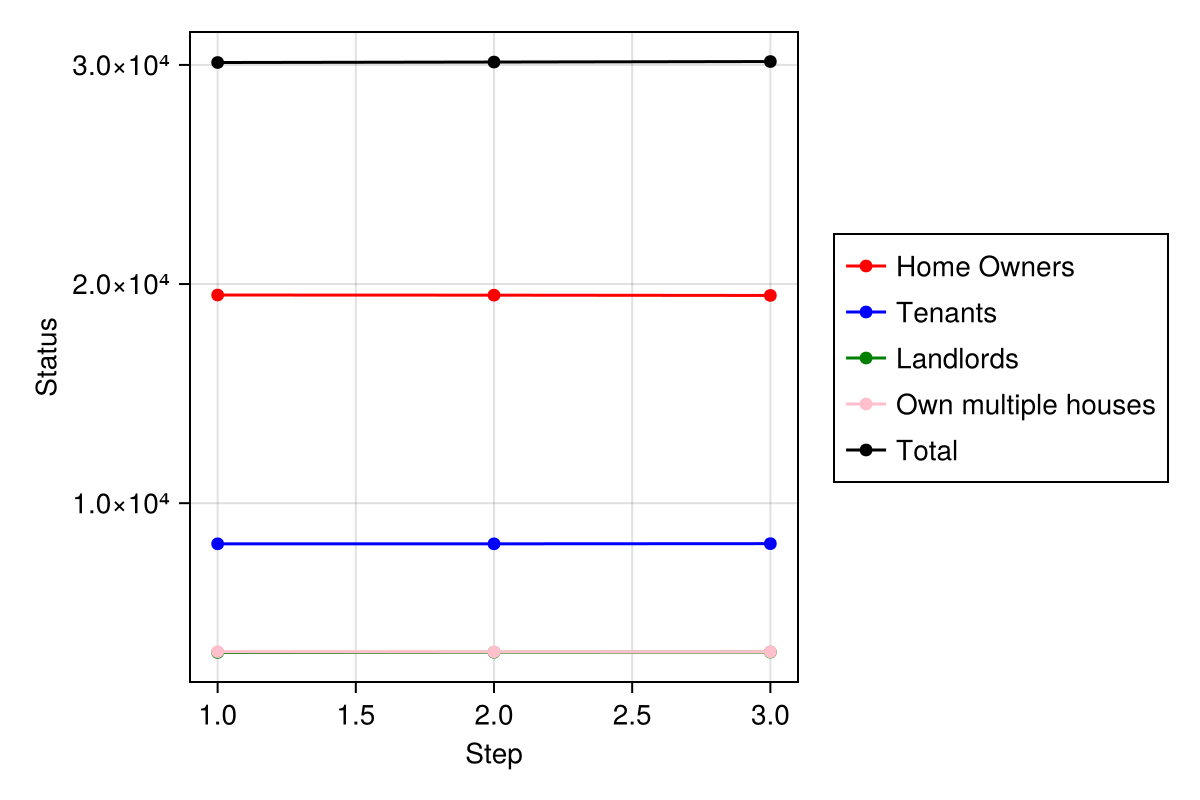 3.0×10⁴
2.0×10⁴
1.0×10⁴
Status
1.0 1.5 2.0 2.5 3.0
Step
Home Owners
Tenants
Landlords
Own multiple houses
Total